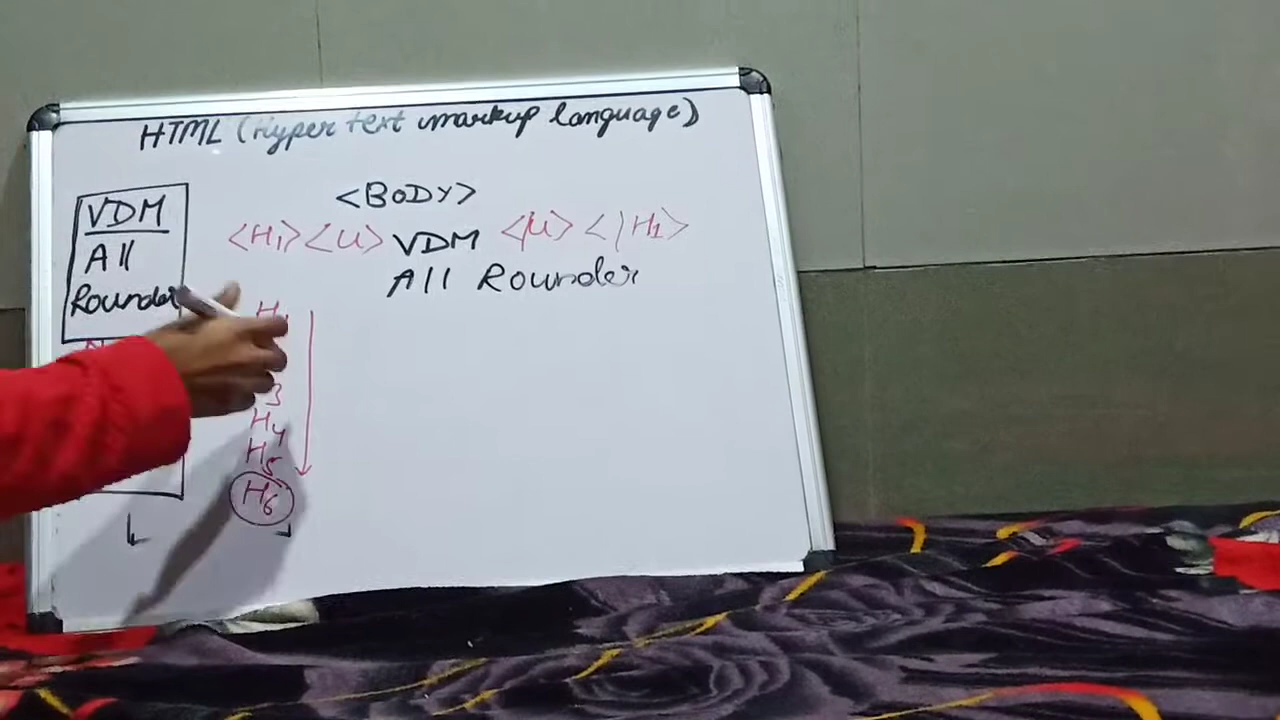 HTML (Hyper text markup language)
<BODY>
<H1> <U> VDM </U> </H1>
All Rounder
VDM
All
Rounder
H4
H5
H6